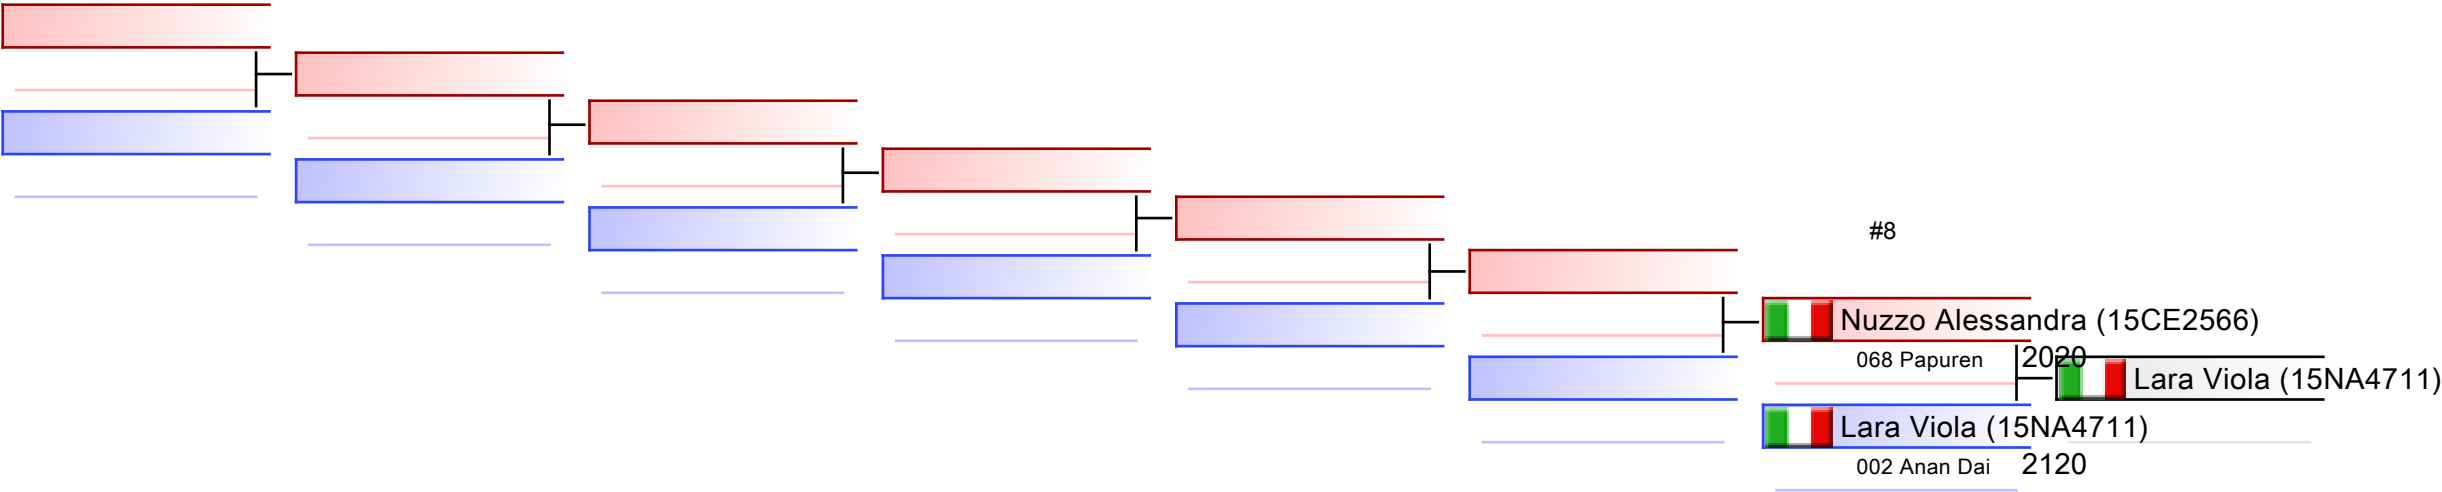 #8
Nuzzo Alessandra (15CE2566)
068 Papuren 2020
Lara Viola (15NA4711)
Lara Viola (15NA4711)
002 Anan Dai 2120